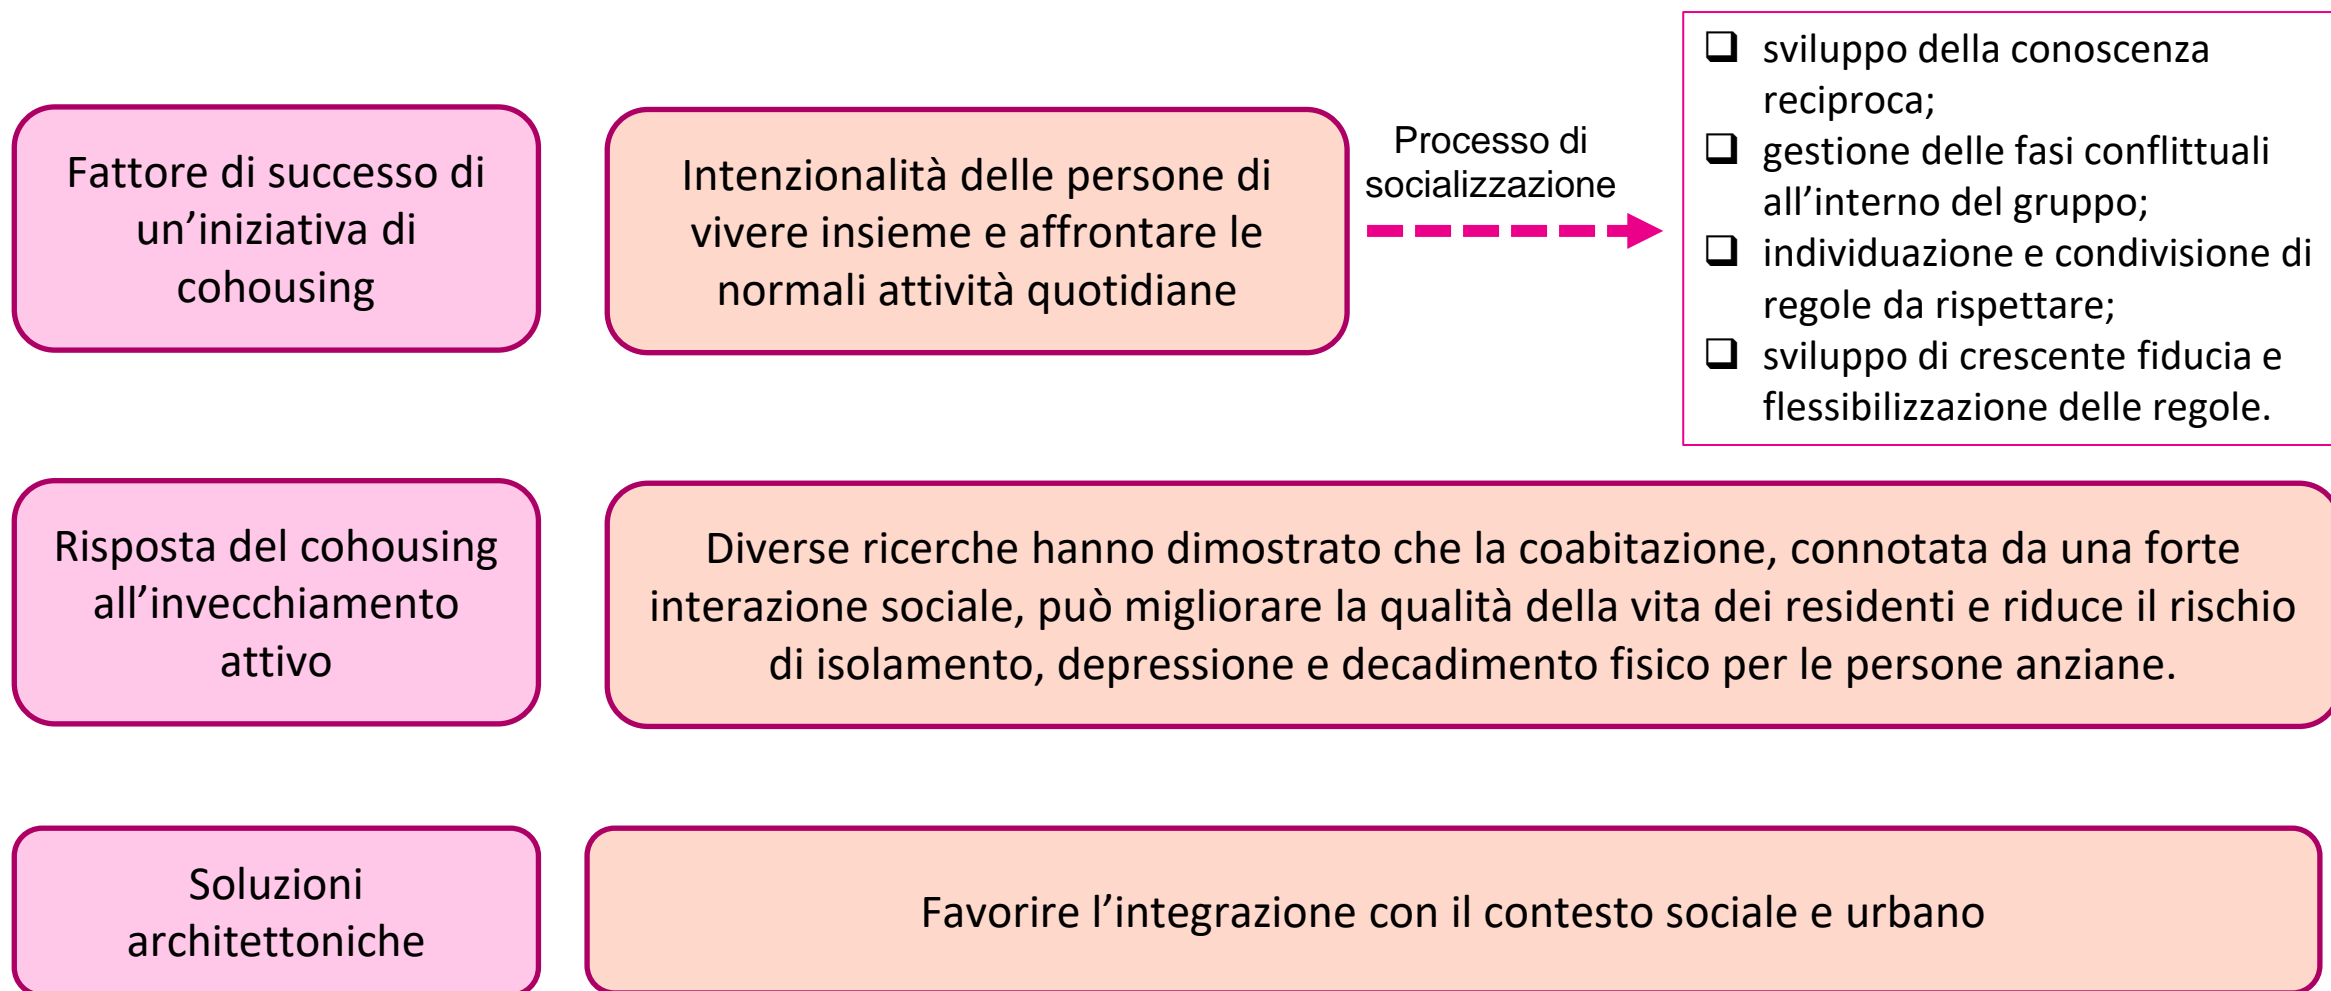 Fattore di successo di
un’iniziativa di
cohousing
Intenzionalità delle persone di
vivere insieme e affrontare le
normali attività quotidiane
Processo di
socializzazione
❑ sviluppo della conoscenza
reciproca;
❑ gestione delle fasi conflittuali
all’interno del gruppo;
❑ individuazione e condivisione di
regole da rispettare;
❑ sviluppo di crescente fiducia e
flessibilizzazione delle regole.
Risposta del cohousing
all’invecchiamento
attivo
Diverse ricerche hanno dimostrato che la coabitazione, connotata da una forte
interazione sociale, può migliorare la qualità della vita dei residenti e riduce il rischio
di isolamento, depressione e decadimento fisico per le persone anziane.
Soluzioni
architettoniche
Favorire l’integrazione con il contesto sociale e urbano